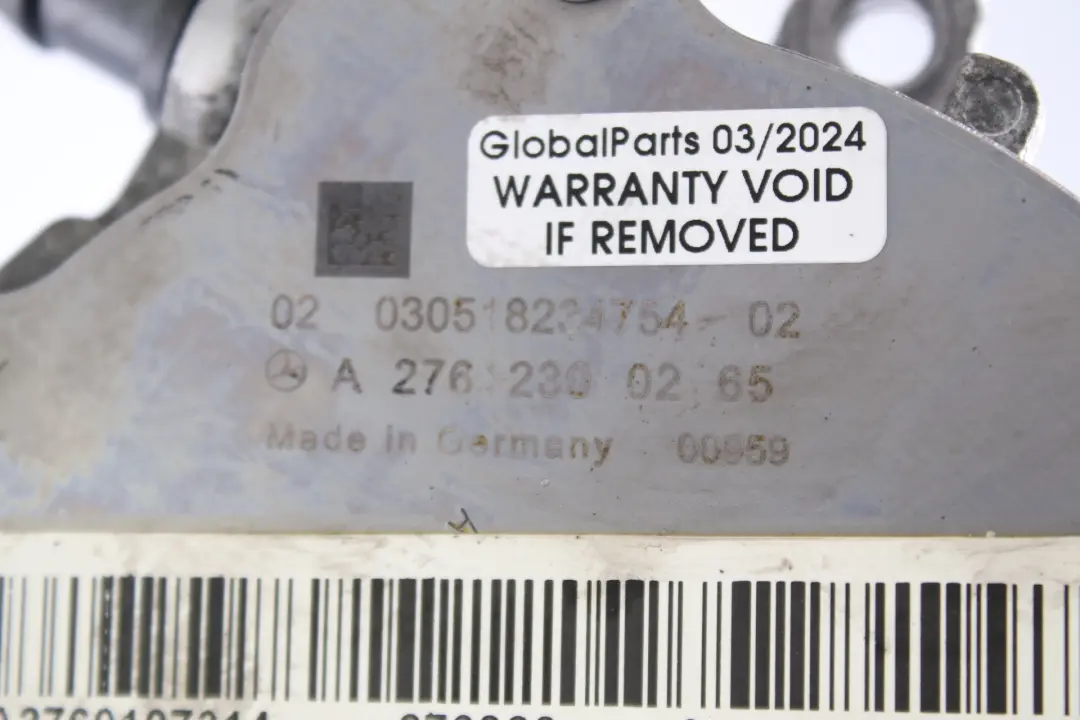 GlobalParts 03/2024
WARRANTY VOID
IF REMOVED
02 030518234754 02
A 276 230 02 65
Made in Germany 00959